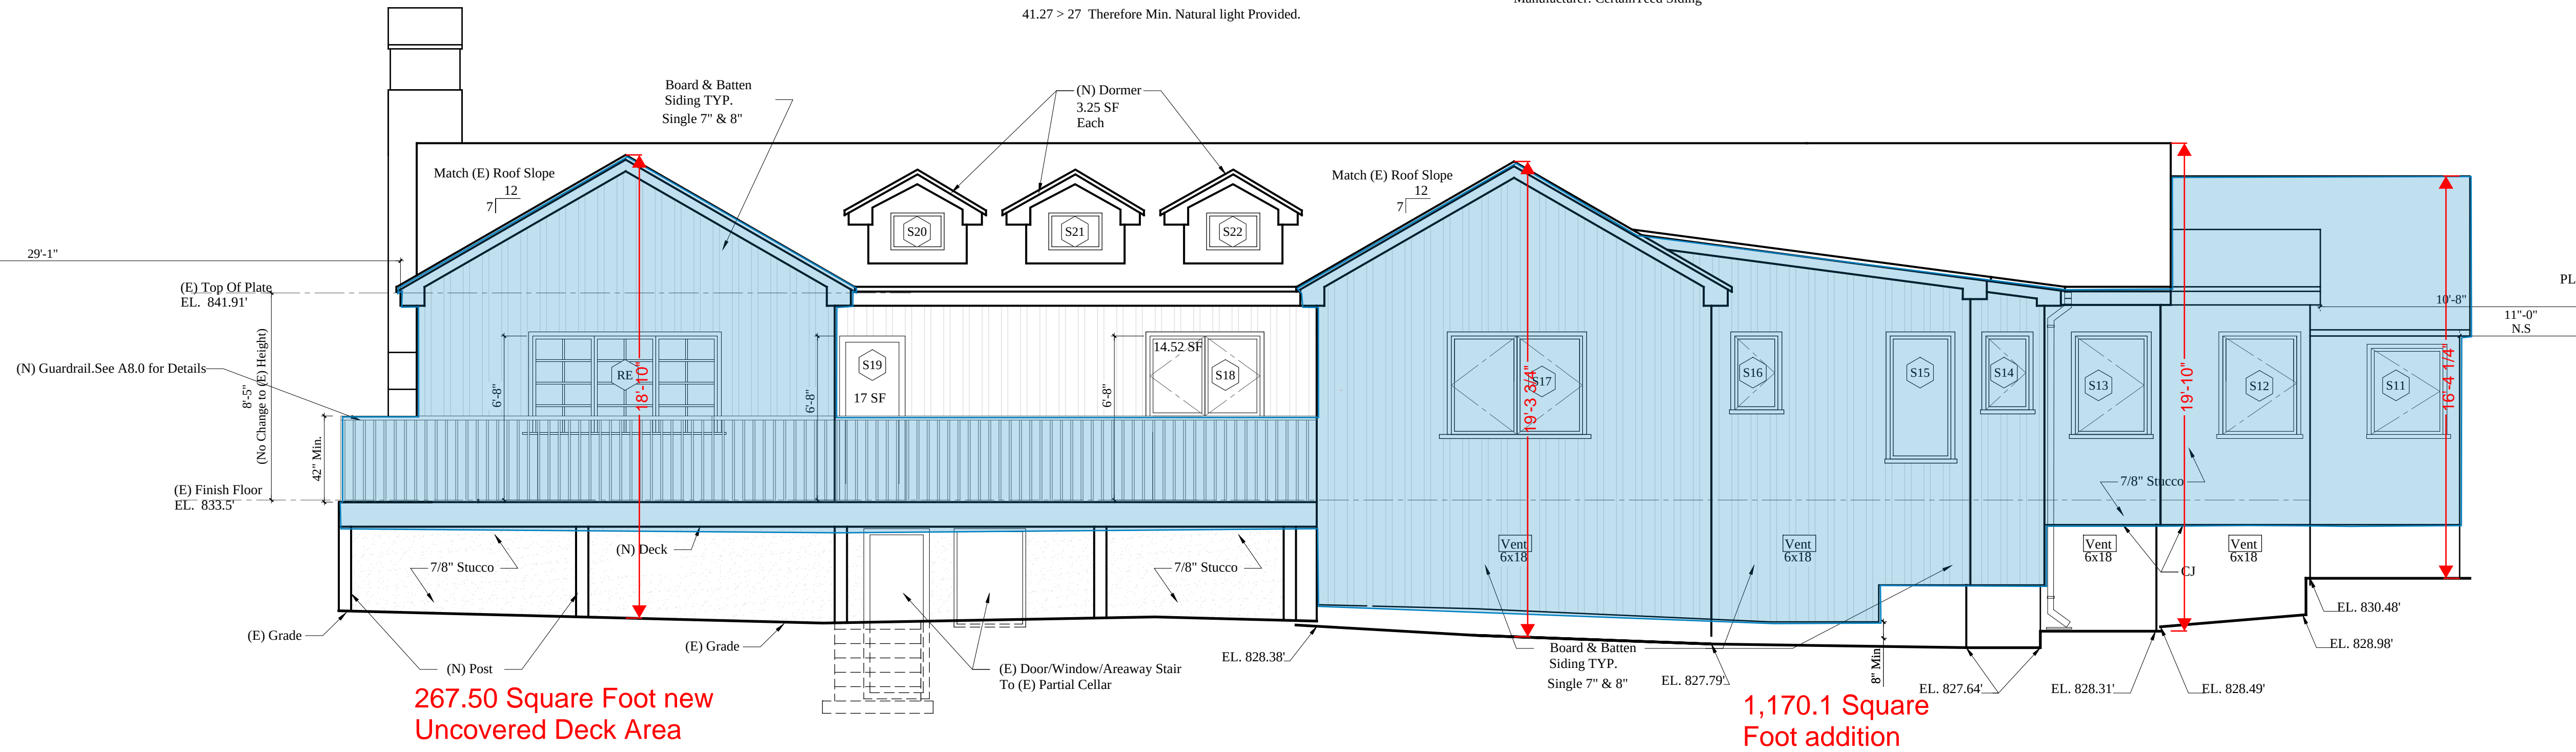 41.27 > 27  Therefore Min. Natural light Provided.
Manufacturer: CertainTeed Siding
Board & Batten
Siding TYP.
Single 7" & 8"
(N) Dormer
3.25 SF
Each
Match (E) Roof Slope
12
7
Match (E) Roof Slope
12
7
S20
S21
S22
29'-1"
(E) Top Of Plate
EL.  841.91'
PL
10'-8"
11"-0"
N.S
(N) Guardrail.See A8.0 for Details
8'-5"
(No Change to (E) Height)
42" Min.
6'-8"
RE
18'-10"
6'-8"
S19
17 SF
6'-8"
14.52 SF
S18
S17
19'-3 3/4"
S16
S15
S14
S13
19'-10"
S12
S11
16'-4 1/4"
(E) Finish Floor
EL.  833.5'
7/8" Stucco
(N) Deck
7/8" Stucco
7/8" Stucco
Vent
6x18
Vent
6x18
Vent
6x18
Vent
6x18
CJ
EL. 830.48'
(E) Grade
(E) Grade
(N) Post
(E) Door/Window/Areaway Stair
To (E) Partial Cellar
EL. 828.38'
Board & Batten
Siding TYP.
Single 7" & 8"
EL. 827.79'
8" Min
EL. 827.64'
EL. 828.31'
EL. 828.49'
EL. 828.98'
267.50 Square Foot new
Uncovered Deck Area
1,170.1 Square
Foot addition